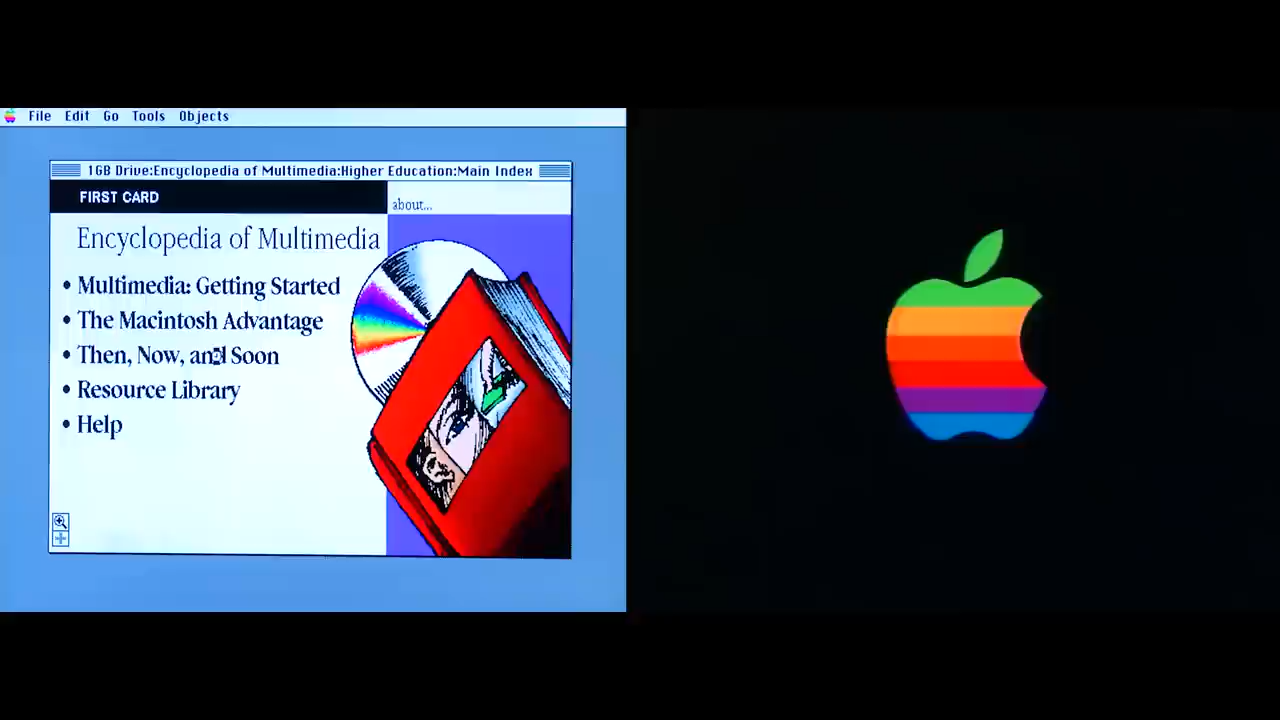 File Edit Go Tools Objects
1GB Drive:Encyclopedia of Multimedia:Higher Education:Main Index
FIRST CARD
about...
Encyclopedia of Multimedia
• Multimedia: Getting Started
• The Macintosh Advantage
• Then, Now, and Soon
• Resource Library
• Help